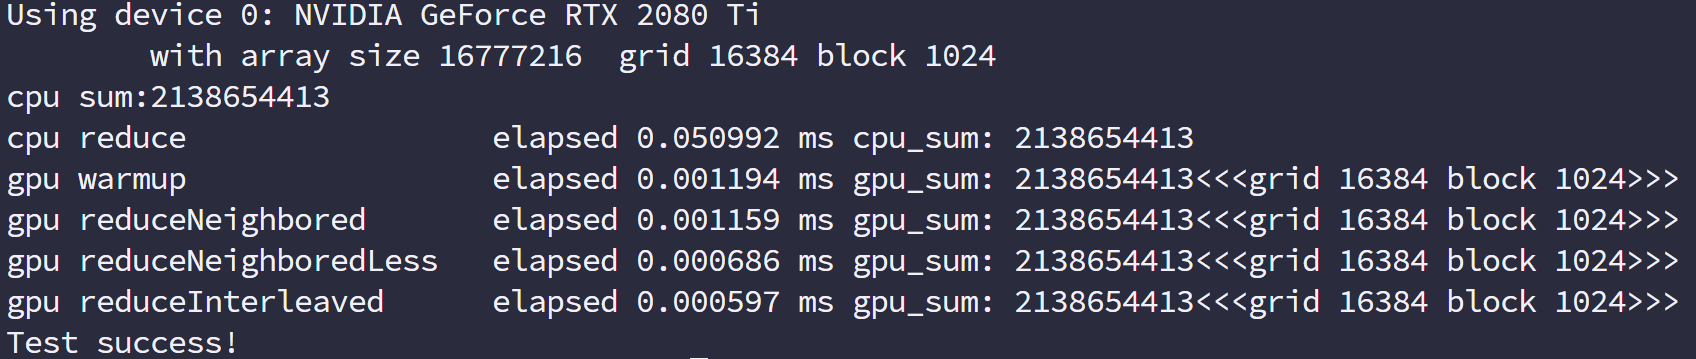 Using device 0: NVIDIA GeForce RTX 2080 Ti
        with array size 16777216  grid 16384 block 1024
cpu sum:2138654413
cpu reduce                 elapsed 0.050992 ms cpu_sum: 2138654413
gpu warmup                 elapsed 0.001194 ms gpu_sum: 2138654413<<<grid 16384 block 1024>>>
gpu reduceNeighbored       elapsed 0.001159 ms gpu_sum: 2138654413<<<grid 16384 block 1024>>>
gpu reduceNeighboredLess   elapsed 0.000686 ms gpu_sum: 2138654413<<<grid 16384 block 1024>>>
gpu reduceInterleaved      elapsed 0.000597 ms gpu_sum: 2138654413<<<grid 16384 block 1024>>>
Test success!